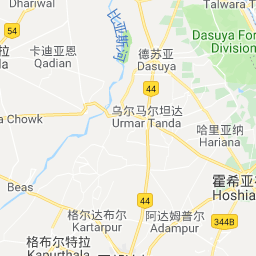 Dhariwal
Talwara T
54
卡迪亚恩
Qadian
比亚斯河
Dasuya Fo
Division
德苏亚
Dasuya
44
a Chowk
乌尔马尔坦达
Urmar Tanda
哈里亚纳
Hariana
霍希亚
Hoshia
Beas
44
格尔达布尔
Kartarpur
阿达姆普尔
Adampur
344B
格布尔特拉
Kapurthala
44